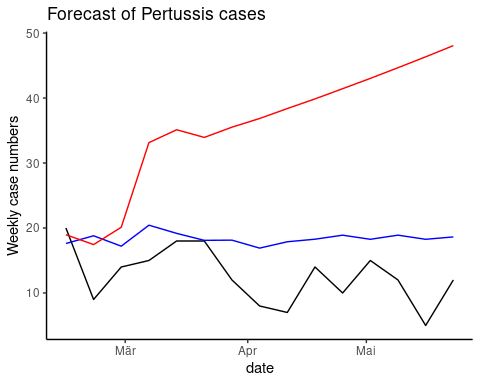 Forecast of Pertussis cases
50
40
30
20
10
Weekly case numbers
Mär
Apr
Mai
date